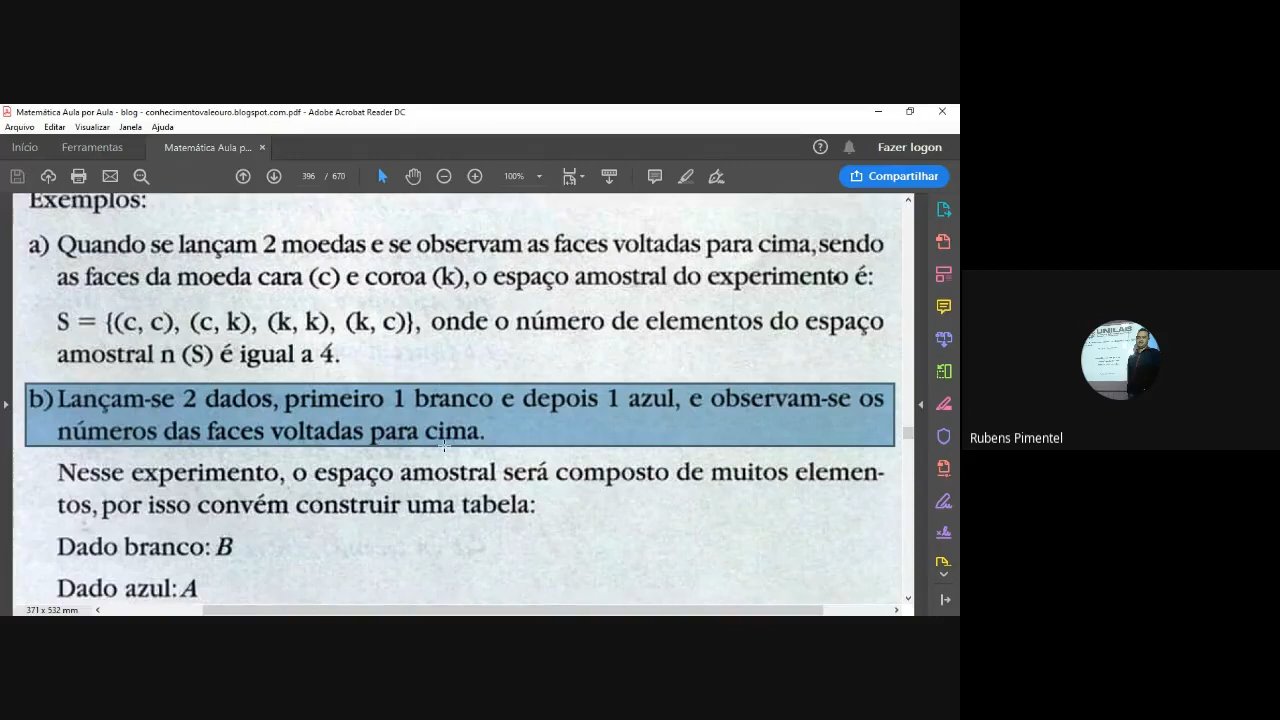 Matemática Aula por Aula - blog - conhecimentovaleouro.blogspot.com.pdf - Adobe Acrobat Reader DC
Arquivo Editar Visualizar Janela Ajuda
Início Ferramentas Matemática Aula p... × Fazer logon
396 / 670 100% Compartilhar
Exemplos:
a) Quando se lançam 2 moedas e se observam as faces voltadas para cima, sendo
as faces da moeda cara (c) e coroa (k), o espaço amostral do experimento é:
S = {(c, c), (c, k), (k, k), (k, c)}, onde o número de elementos do espaço
amostral n (S) é igual a 4.
b) Lançam-se 2 dados, primeiro 1 branco e depois 1 azul, e observam-se os
números das faces voltadas para cima.
Nesse experimento, o espaço amostral será composto de muitos elemen-
tos, por isso convém construir uma tabela:
Dado branco: B
Dado azul: A
371 x 532 mm
UNILAB
Rubens Pimentel